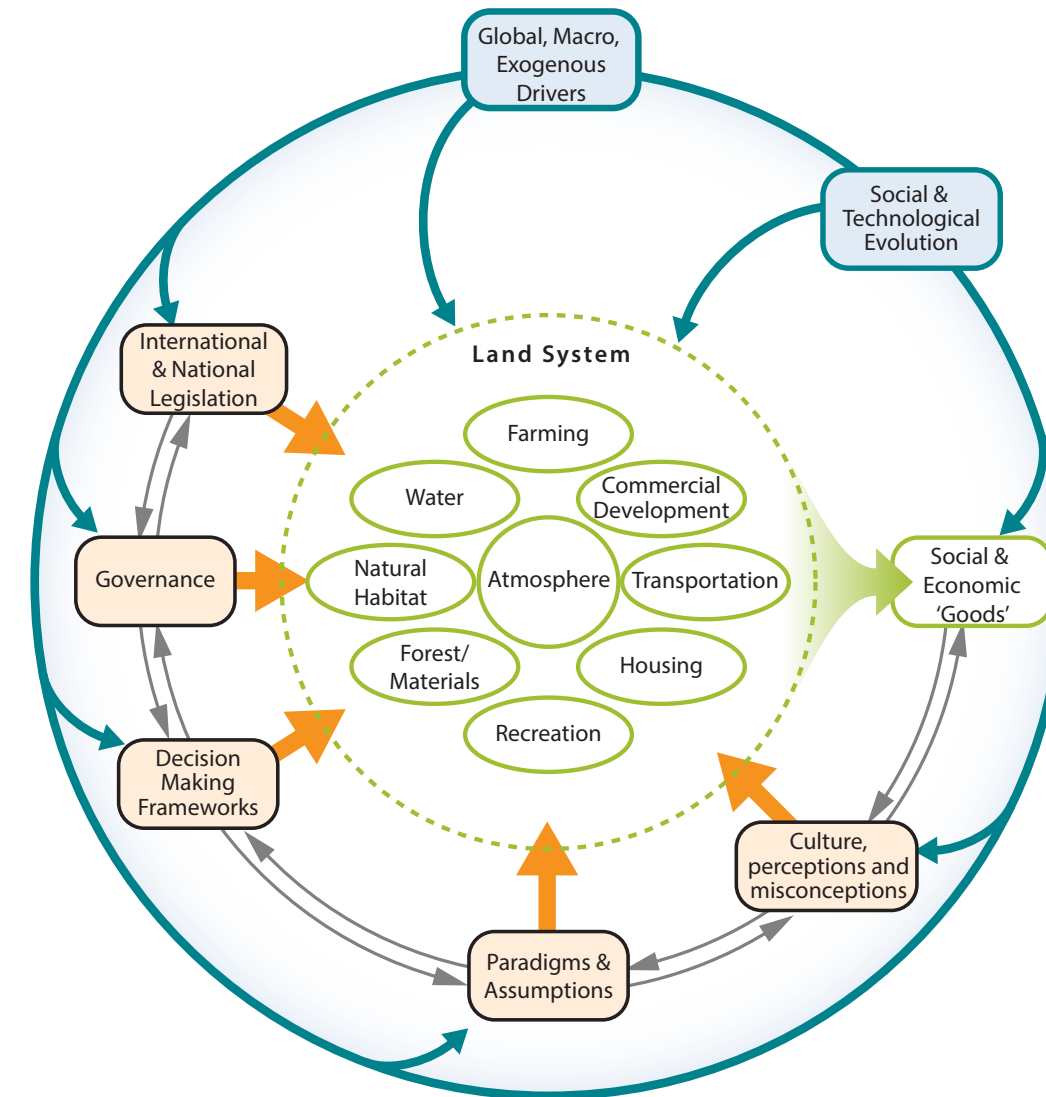 Global, Macro,
Exogenous
Drivers
Social &
Technological
Evolution
International
& National
Legislation
Land System
Farming
Water
Commercial
Development
Governance
Natural
Habitat
Atmosphere
Transportation
Social &
Economic
'Goods'
Forest/
Materials
Housing
Recreation
Decision
Making
Frameworks
Culture,
perceptions and
misconceptions
Paradigms &
Assumptions